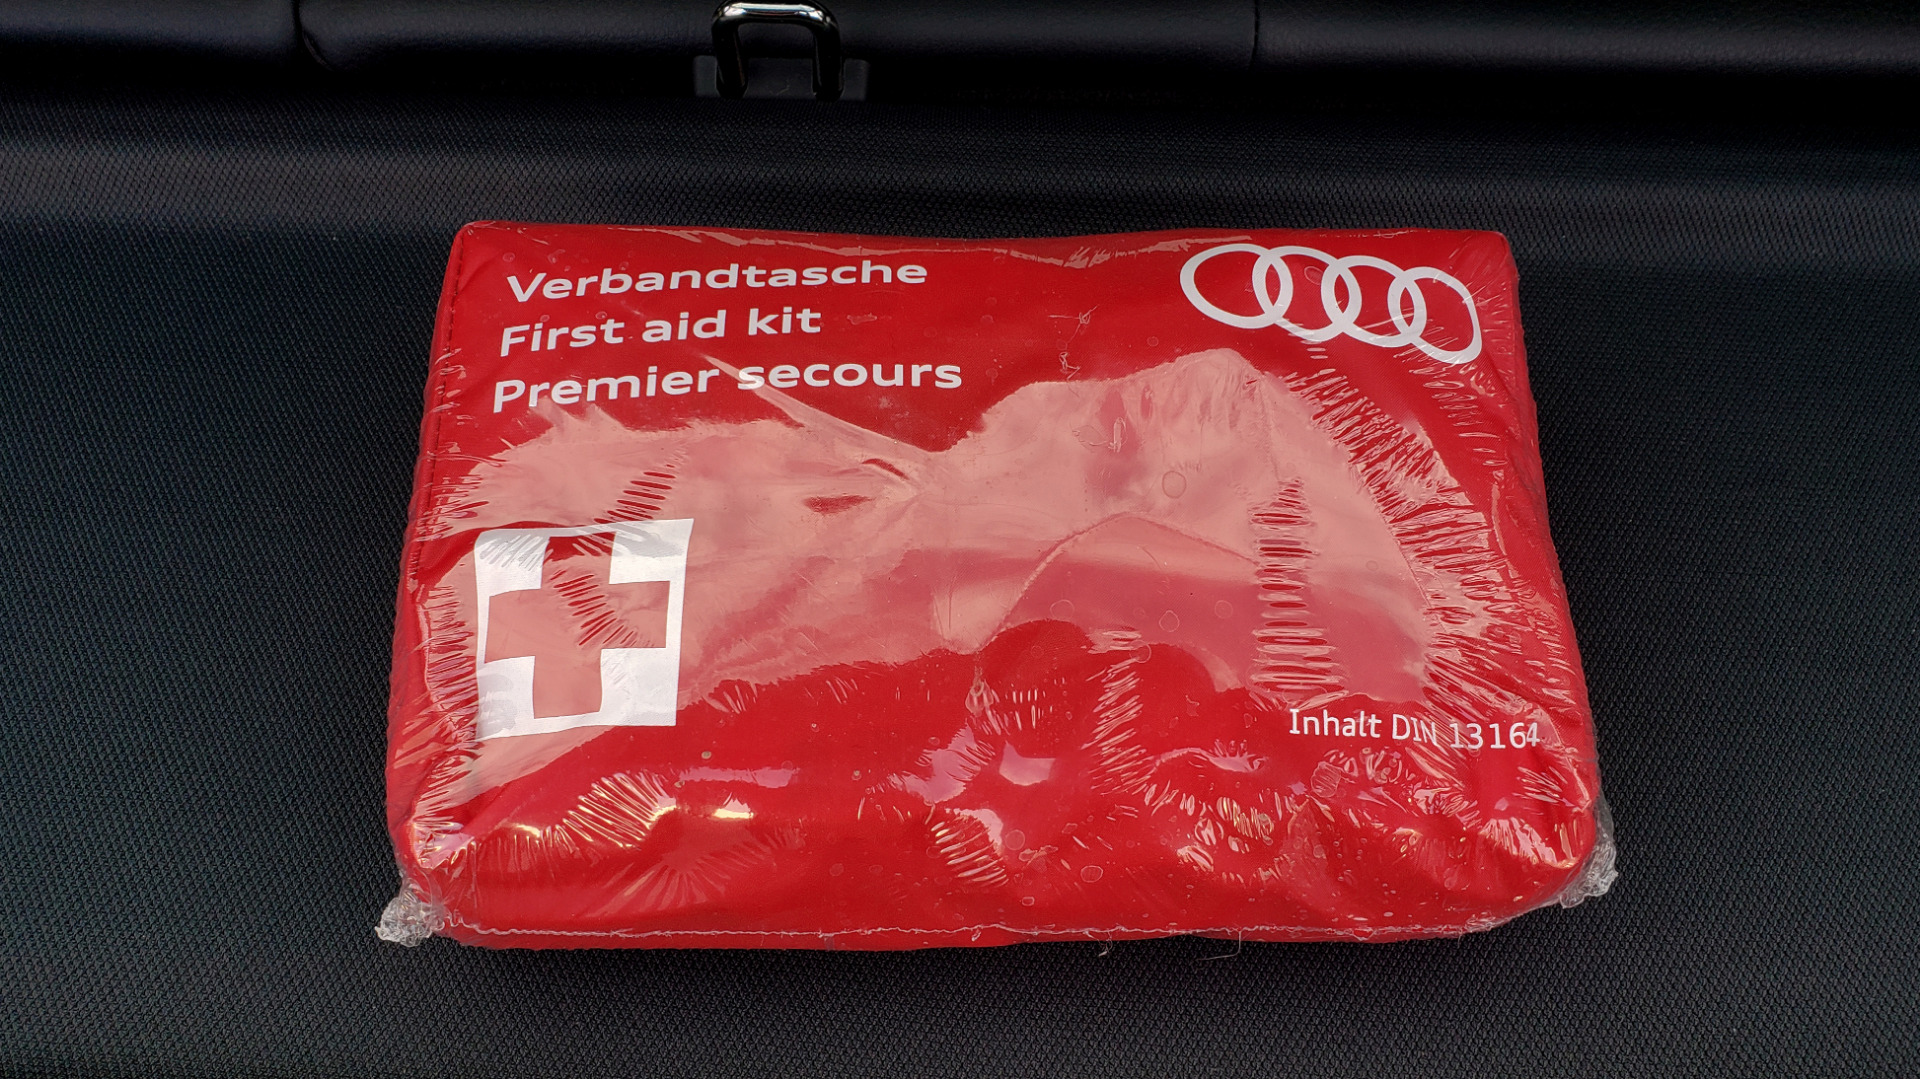 Verbandtasche
First aid kit
Premier secours
Inhalt DIN 13164